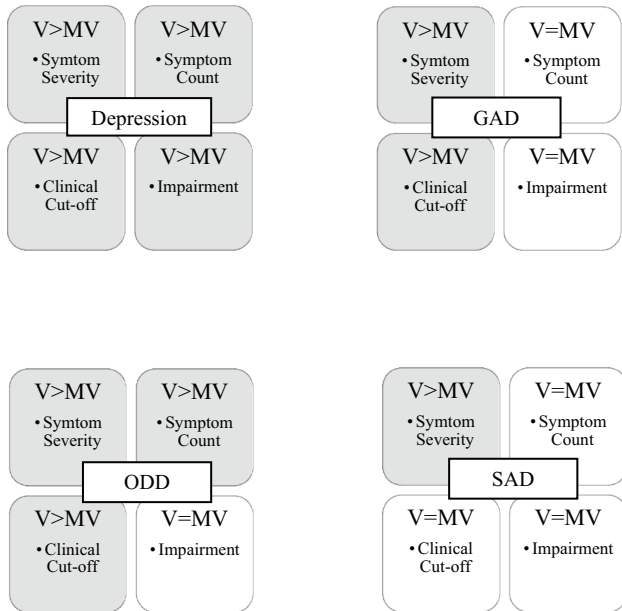 V>MV
• Symtom
Severity
V>MV
• Symptom
Count
Depression
V>MV
• Clinical
Cut-off
V>MV
• Impairment
V>MV
• Symtom
Severity
V=MV
• Symptom
Count
GAD
V>MV
• Clinical
Cut-off
V=MV
• Impairment
V>MV
• Symtom
Severity
V>MV
• Symptom
Count
ODD
V>MV
• Clinical
Cut-off
V=MV
• Impairment
V>MV
• Symtom
Severity
V=MV
• Symptom
Count
SAD
V=MV
• Clinical
Cut-off
V=MV
• Impairment